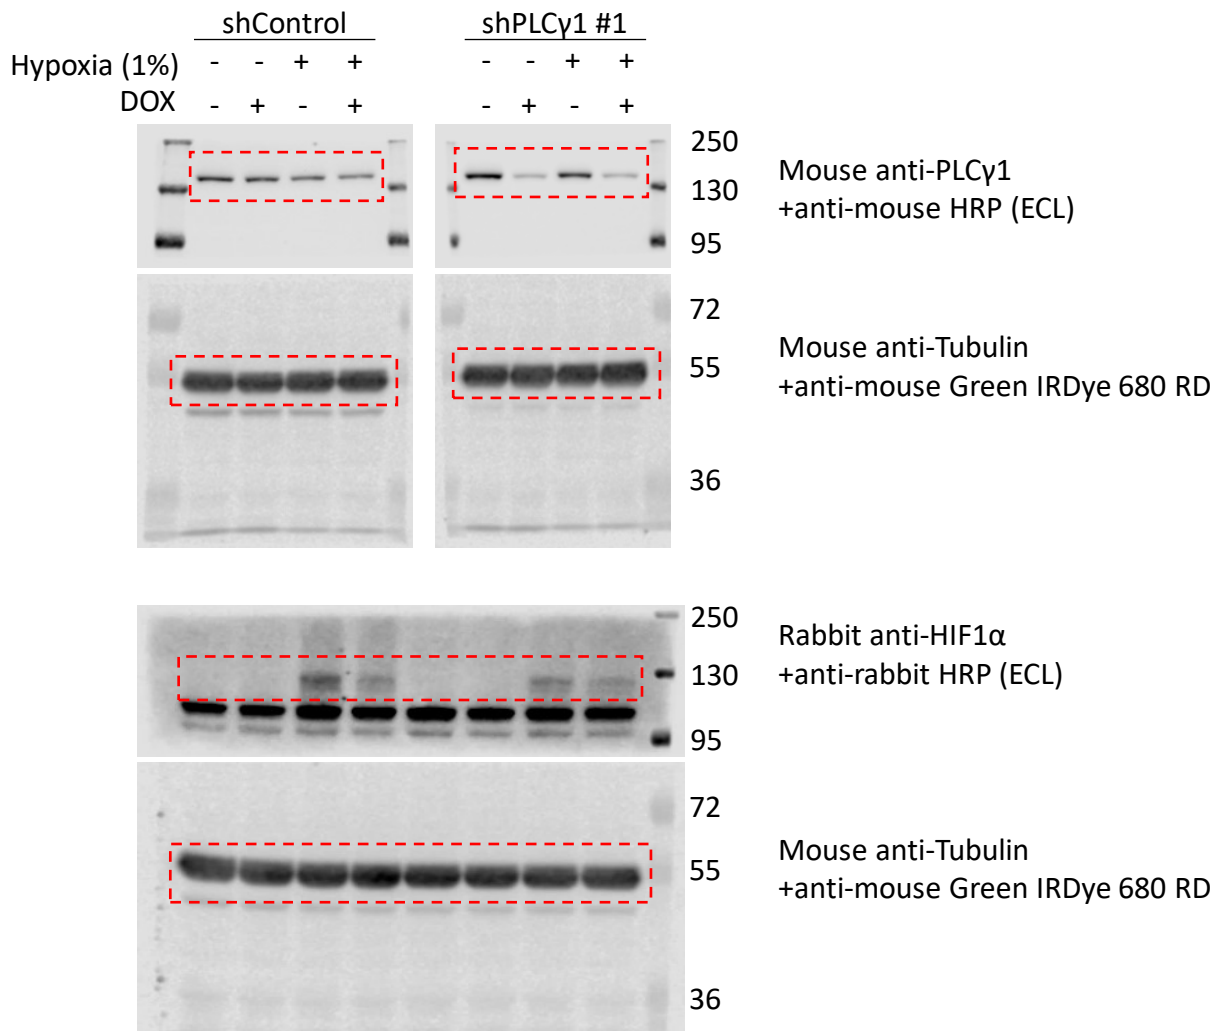 shControl shPLCγ1 #1
Hypoxia (1%) - - + + - - + +
DOX - + - + - + - +
250
130
95
Mouse anti-PLCγ1
+anti-mouse HRP (ECL)
72
55
36
Mouse anti-Tubulin
+anti-mouse Green IRDye 680 RD
250
130
95
Rabbit anti-HIF1α
+anti-rabbit HRP (ECL)
72
55
36
Mouse anti-Tubulin
+anti-mouse Green IRDye 680 RD